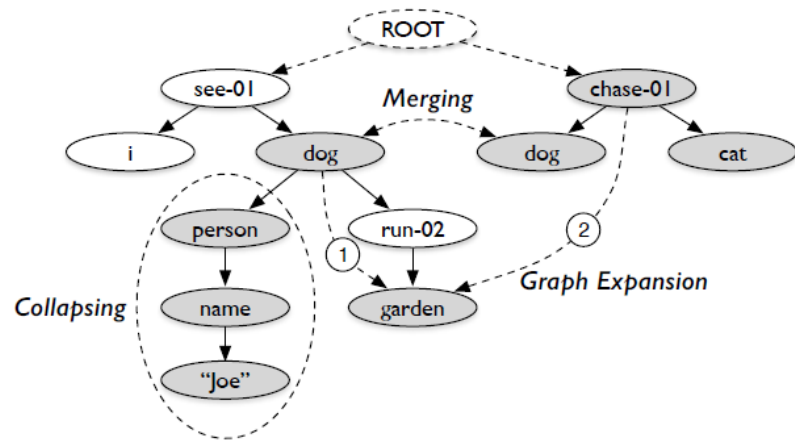 ROOT
see-01
chase-01
Merging
i
dog
dog
cat
person
run-02
1
2
Collapsing
name
garden
Graph Expansion
“Joe”